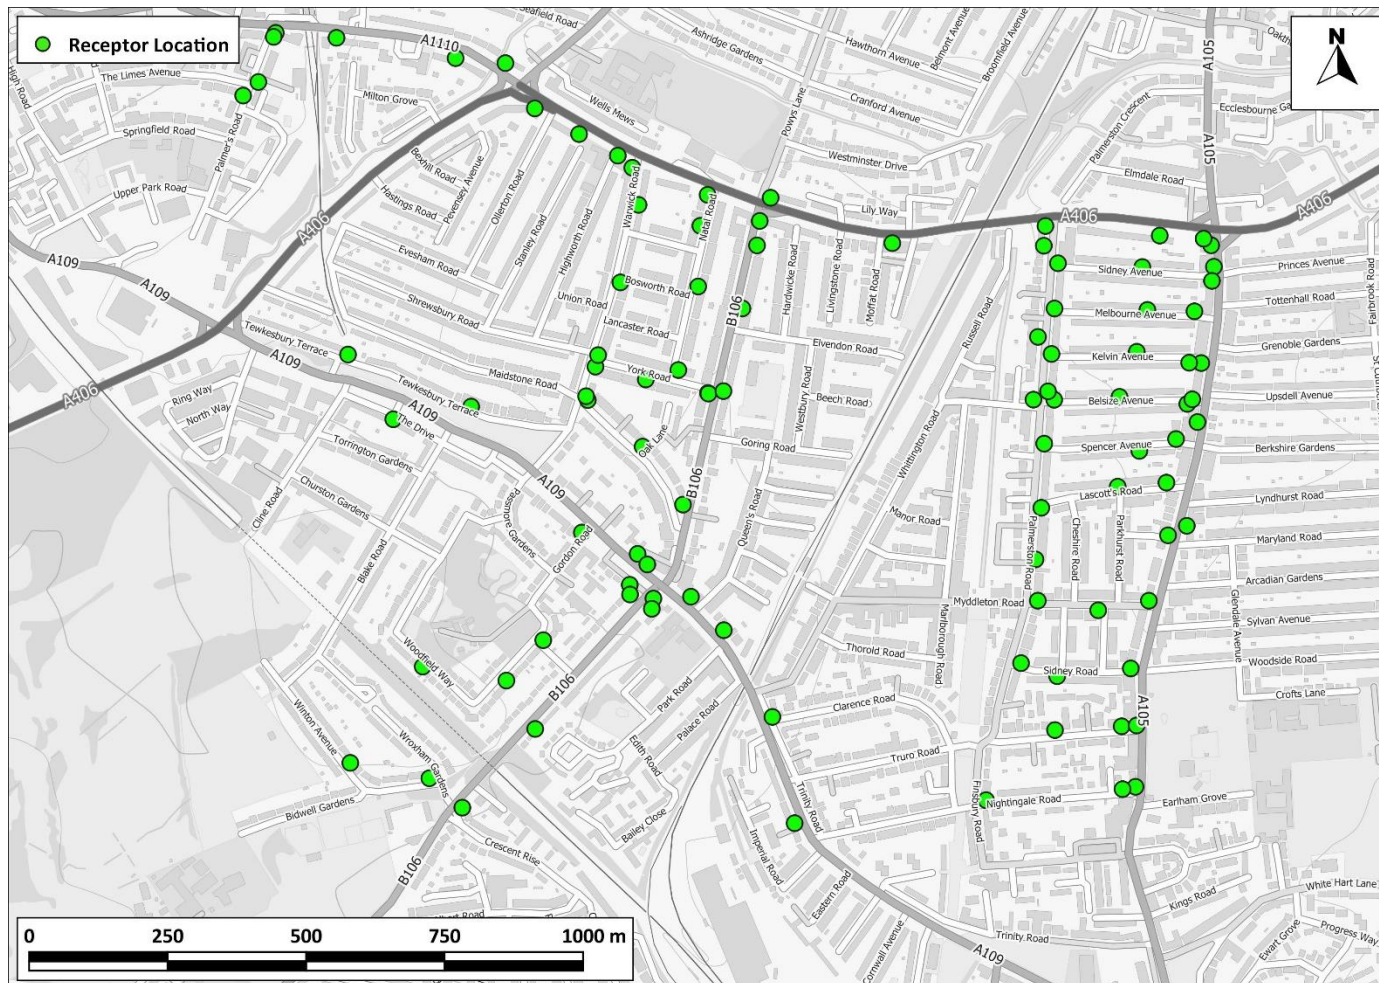 Receptor Location
N
Seafield Road
A1110
Ashridge Gardens
Hawthorn Avenue
Belmont Avenue
Broomfield Avenue
A105
High Road
The Limes Avenue
Milton Grove
Wells Mews
Cranford Avenue
Powys Lane
Palmerston Crescent
Ecclesbourne
Springfield Road
Palmer's Road
Bexhill Road
Westminster Drive
A105
Elmdale Road
Upper Park Road
Hastings Road
Pevensey Avenue
Ollerton Road
Warwick Road
Natal Road
Lily Way
A406
A406
A406
Stanley Road
Highworth Road
Evesham Road
A109
A109
Hardwicke Road
Livingstone Road
Moffat Road
Sidney Avenue
Princes Avenue
Fairbrook Road
Bosworth Road
Union Road
Shrewsbury Road
Lancaster Road
B106
Melbourne Avenue
Tottenhall Road
Russell Road
Tewkesbury Terrace
A109
Elvendon Road
Kelvin Avenue
Grenoble Gardens
Maidstone Road
York Road
A406
Ring Way
North Way
Tewkesbury Terrace
A109
The Drive
Westbury Road
Beech Road
Belsize Avenue
Upsdell Avenue
Torrington Gardens
Oak Lane
Goring Road
Whittington Road
Spencer Avenue
Berkshire Gardens
Churston Gardens
Cline Road
Passmore Gardens
A109
B106
Queen's Road
Manor Road
Lascott's Road
Lyndhurst Road
Palmerston Road
Cheshire Road
Parkhurst Road
Maryland Road
Blake Road
Gordon Road
Arcadian Gardens
Myddleton Road
Marlborough Road
Glendale Avenue
Sylvan Avenue
Woodfield Way
Thorold Road
Sidney Road
Woodside Road
B106
Park Road
Palace Road
Clarence Road
Crofts Lane
Winton Avenue
Wroxham Gardens
Edith Road
A105
Truro Road
Bidwell Gardens
Trinity Road
Finsbury Road
Nightingale Road
Earlham Grove
Bailey Close
Imperial Road
Crescent Rise
B106
Eastern Road
Kings Road
White Hart Lane
Cornwall Avenue
Trinity Road
A109
Ewart Grove
Progress Way
0 250 500 750 1000 m